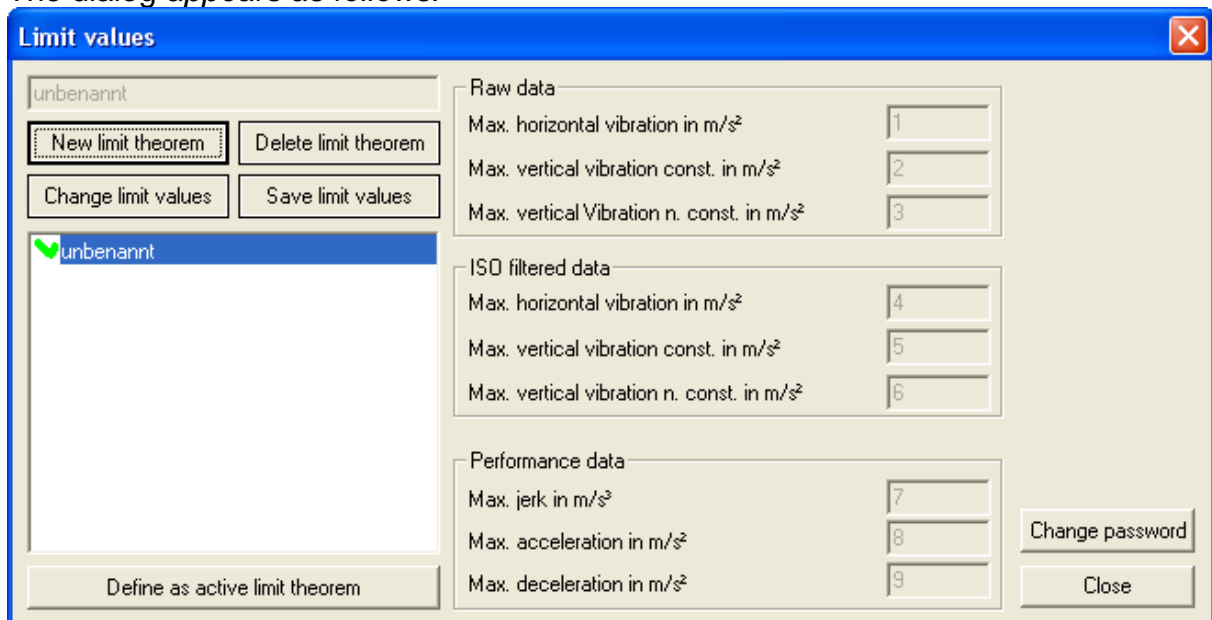 The dialog appears as follows:
Limit values
unbenannt
New limit theorem
Delete limit theorem
Change limit values
Save limit values
unbenannt
Define as active limit theorem
Raw data
Max. horizontal vibration in m/s² 1
Max. vertical vibration const. in m/s² 2
Max. vertical Vibration n. const. in m/s² 3
ISO filtered data
Max. horizontal vibration in m/s² 4
Max. vertical vibration const. in m/s² 5
Max. vertical vibration n. const. in m/s² 6
Performance data
Max. jerk in m/s³ 7
Max. acceleration in m/s² 8
Max. deceleration in m/s² 9
Change password
Close